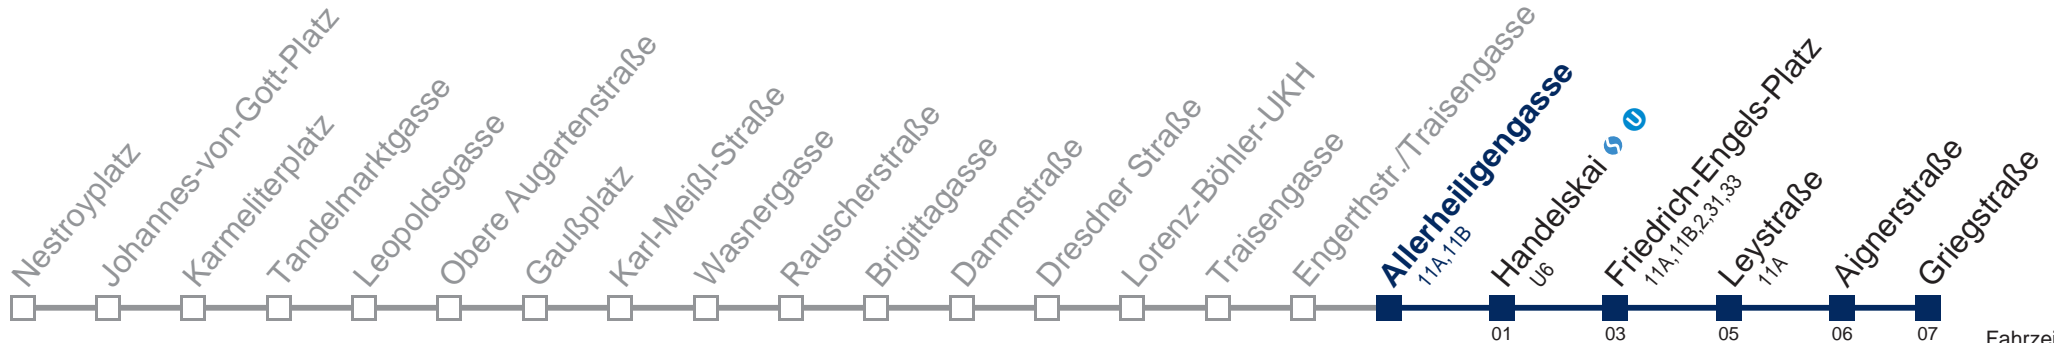 Nestroyplatz
Johannes-von-Gott-Platz
Karmeliterplatz
Tandelmarktgasse
Leopoldsgasse
Obere Augartenstraße
Gaußplatz
Karl-Meißl-Straße
Wasnergasse
Rauscherstraße
Brigittagasse
Dammstraße
Dresdner Straße
Lorenz-Böhler-UKH
Traisengasse
Engerthstr./Traisengasse
Allerheiligengasse
11A,11B
Handelskai S U
U6
Friedrich-Engels-Platz
11A,11B,2,31,33
Leystraße
11A
Aignerstraße
Griegstraße
01
03
05
06
07
Fahrzei